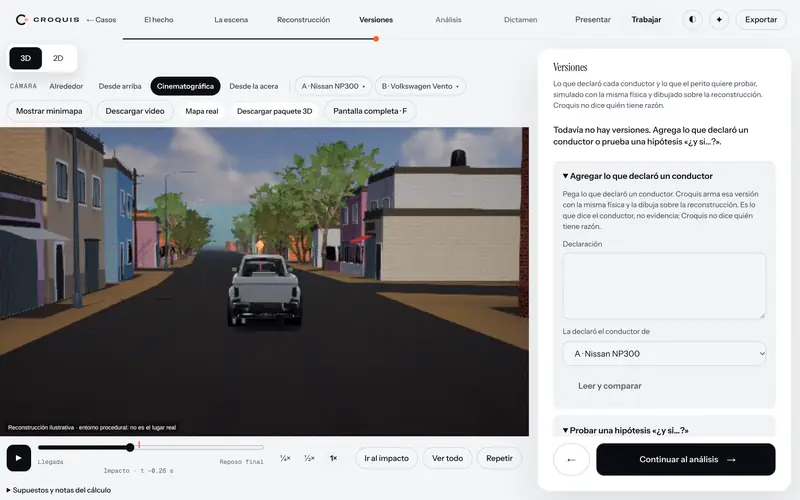 CROQUIS
← Casos
El hecho
La escena
Reconstrucción
Versiones
Análisis
Dictamen
Presentar
Trabajar
Exportar
3D
2D
CÁMARA
Alrededor
Desde arriba
Cinematográfica
Desde la acera
A · Nissan NP300
B · Volkswagen Vento
Mostrar minimapa
Descargar video
Mapa real
Descargar paquete 3D
Pantalla completa · F
Reconstrucción ilustrativa · entorno procedural: no es el lugar real
Llegada
Reposo final
Impacto · t −0.28 s
¼×
½×
1×
Ir al impacto
Ver todo
Repetir
▸ Supuestos y notas del cálculo
Versiones
Lo que declaró cada conductor y lo que el perito quiere probar,
simulado con la misma física y dibujado sobre la reconstrucción.
Croquis no dice quién tiene razón.
Todavía no hay versiones. Agrega lo que declaró un
conductor o prueba una hipótesis «¿y si...?».
▾ Agregar lo que declaró un conductor
Pega lo que declaró un conductor. Croquis arma esa versión
con la misma física y la dibuja sobre la reconstrucción. Es lo
que dice el conductor, no evidencia; Croquis no dice quién
tiene razón.
Declaración
La declaró el conductor de
A · Nissan NP300
Leer y comparar
▾ Probar una hipótesis «¿y si...?»
←
Continuar al análisis →